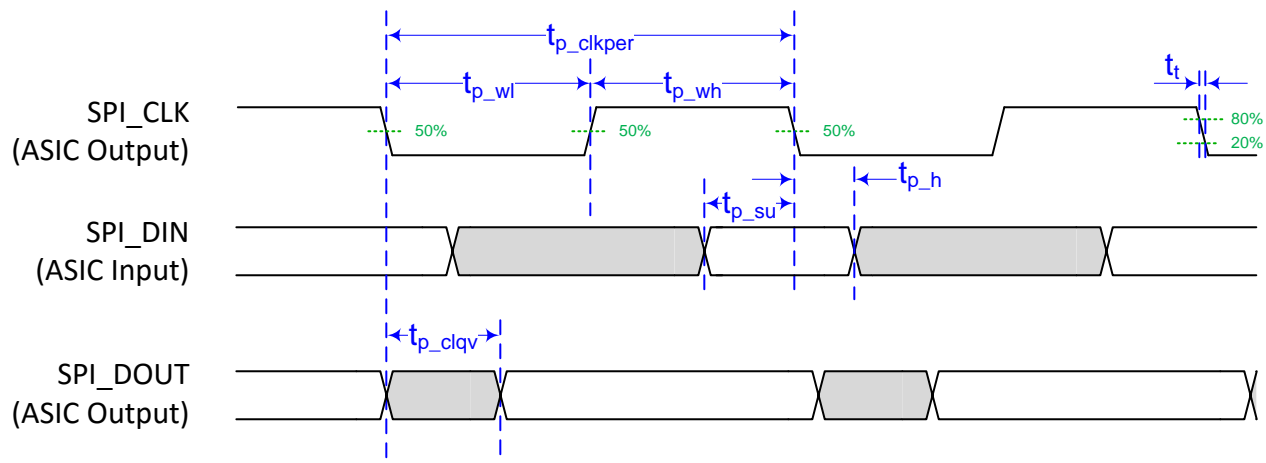 t_p_clkper
t_p_wl
t_p_wh
t_t
SPI_CLK
(ASIC Output)
50%
50%
50%
80%
20%
t_p_su
t_p_h
SPI_DIN
(ASIC Input)
t_p_clqv
SPI_DOUT
(ASIC Output)